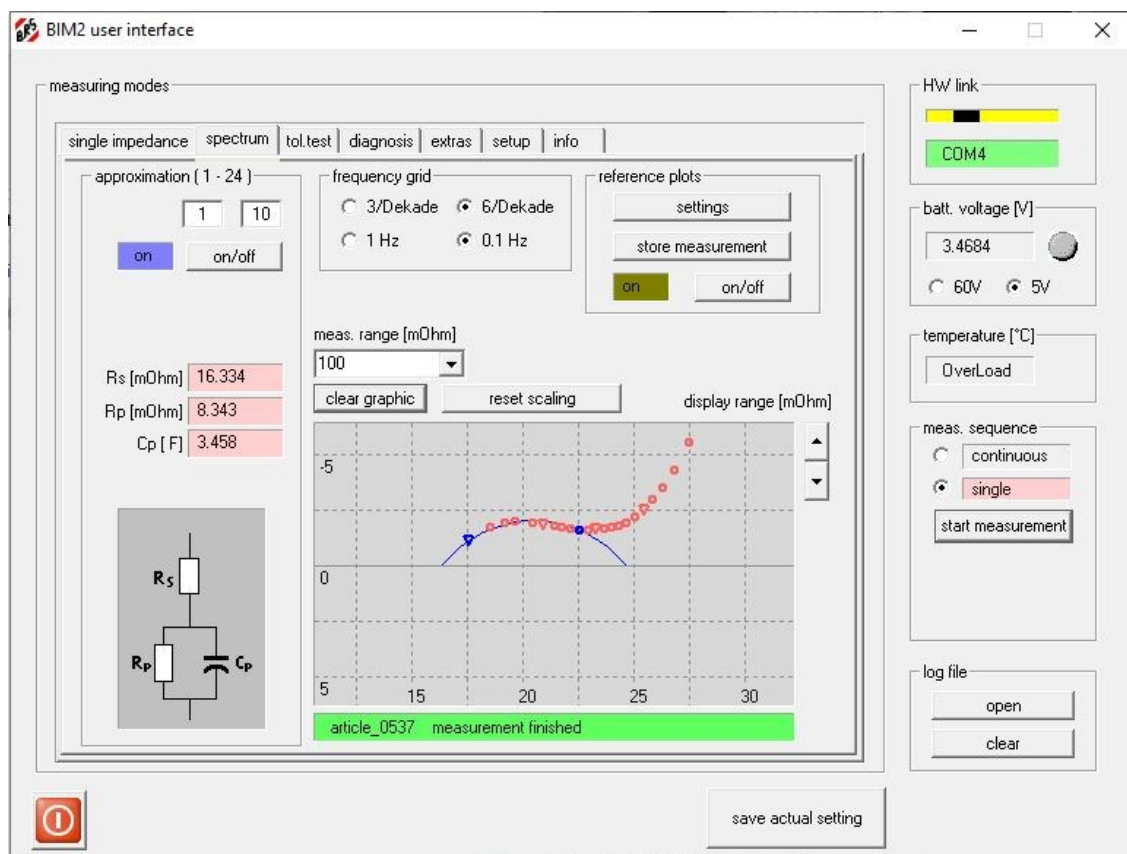 BRS BIM2 user interface
measuring modes
single impedance spectrum tol.test diagnosis extras setup info
approximation ( 1 - 24 )
1 10
on on/off
Rs [mOhm] 16.334
Rp [mOhm] 8.343
Cp [ F] 3.458
Rs
Rp Cp
frequency grid
3/Dekade 6/Dekade
1 Hz 0.1 Hz
reference plots
settings
store measurement
on on/off
meas. range [mOhm]
100
clear graphic reset scaling display range [mOhm]
-5
0
5 15 20 25 30
article_0537 measurement finished
HW link
COM4
batt. voltage [V]
3.4684
60V 5V
temperature [°C]
OverLoad
meas. sequence
continuous
single
start measurement
log file
open
clear
save actual setting